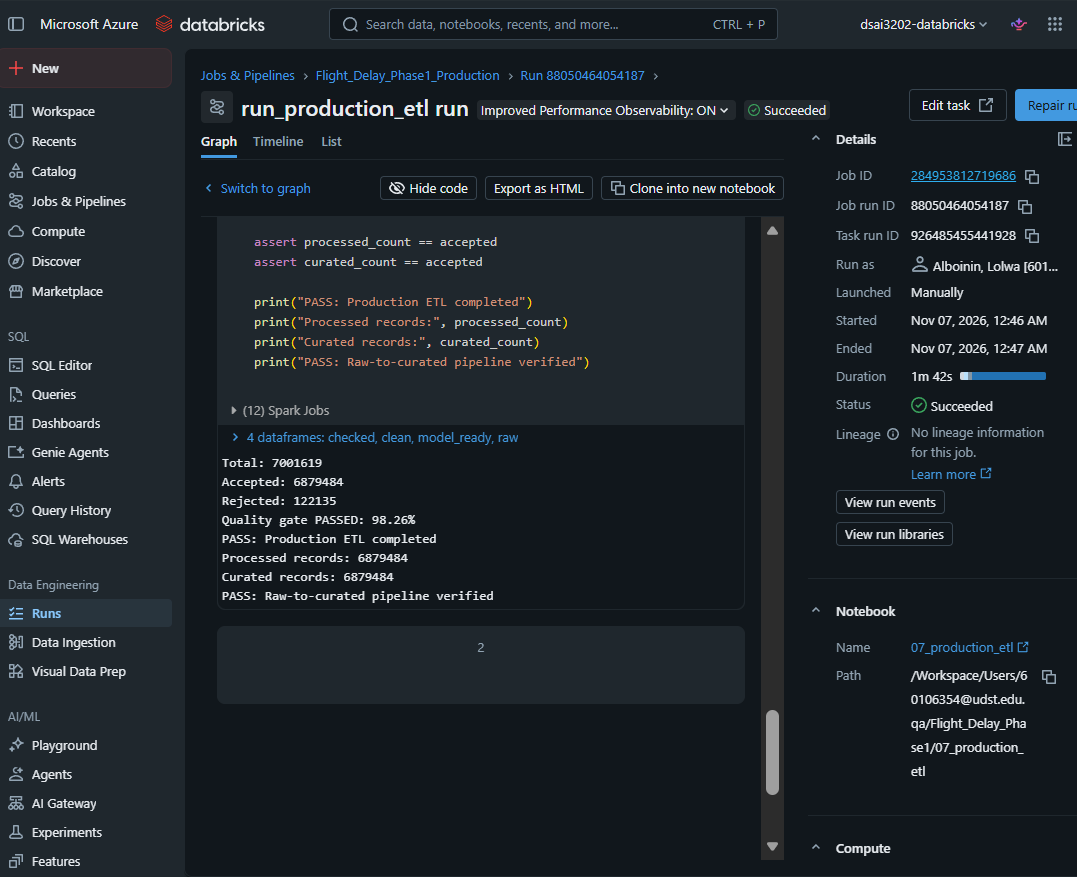 Microsoft Azure
databricks
Search data, notebooks, recents, and more...
CTRL + P
dsai3202-databricks
New
Workspace
Recents
Catalog
Jobs & Pipelines
Compute
Discover
Marketplace
SQL
SQL Editor
Queries
Dashboards
Genie Agents
Alerts
Query History
SQL Warehouses
Data Engineering
Runs
Data Ingestion
Visual Data Prep
AI/ML
Playground
Agents
AI Gateway
Experiments
Features
Jobs & Pipelines › Flight_Delay_Phase1_Production › Run 88050464054187 ›
run_production_etl run
Improved Performance Observability: ON
Succeeded
Edit task
Repair ru
Graph
Timeline
List
Switch to graph
Hide code
Export as HTML
Clone into new notebook
assert processed_count == accepted
assert curated_count == accepted
print("PASS: Production ETL completed")
print("Processed records:", processed_count)
print("Curated records:", curated_count)
print("PASS: Raw-to-curated pipeline verified")
(12) Spark Jobs
4 dataframes: checked, clean, model_ready, raw
Total: 7001619
Accepted: 6879484
Rejected: 122135
Quality gate PASSED: 98.26%
PASS: Production ETL completed
Processed records: 6879484
Curated records: 6879484
PASS: Raw-to-curated pipeline verified
2
Details
Job ID 284953812719686
Job run ID 88050464054187
Task run ID 926485455441928
Run as Alboinin, Lolwa [601...
Launched Manually
Started Nov 07, 2026, 12:46 AM
Ended Nov 07, 2026, 12:47 AM
Duration 1m 42s
Status Succeeded
Lineage No lineage information
for this job.
Learn more
View run events
View run libraries
Notebook
Name 07_production_etl
Path /Workspace/Users/6
0106354@udst.edu.
qa/Flight_Delay_Pha
se1/07_production_
etl
Compute